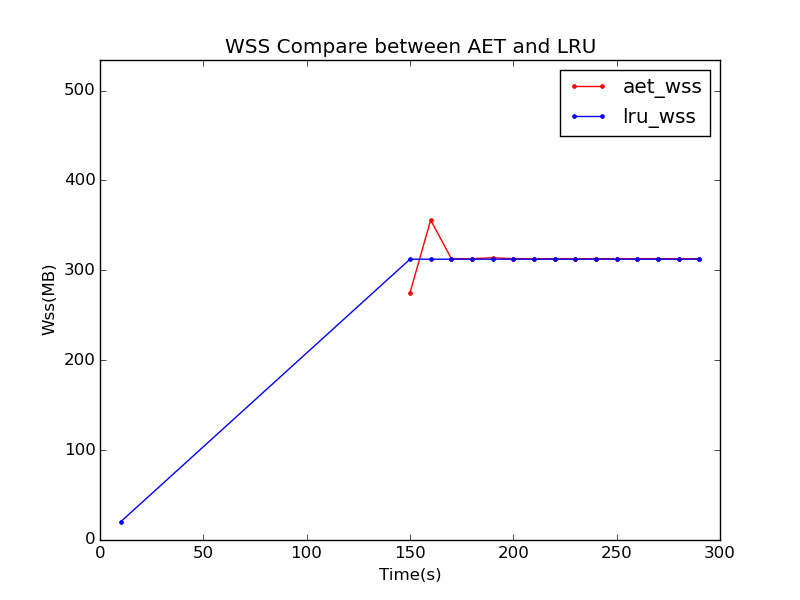 WSS Compare between AET and LRU
aet_wss
lru_wss
500
400
300
200
100
0
Wss(MB)
0 50 100 150 200 250 300
Time(s)